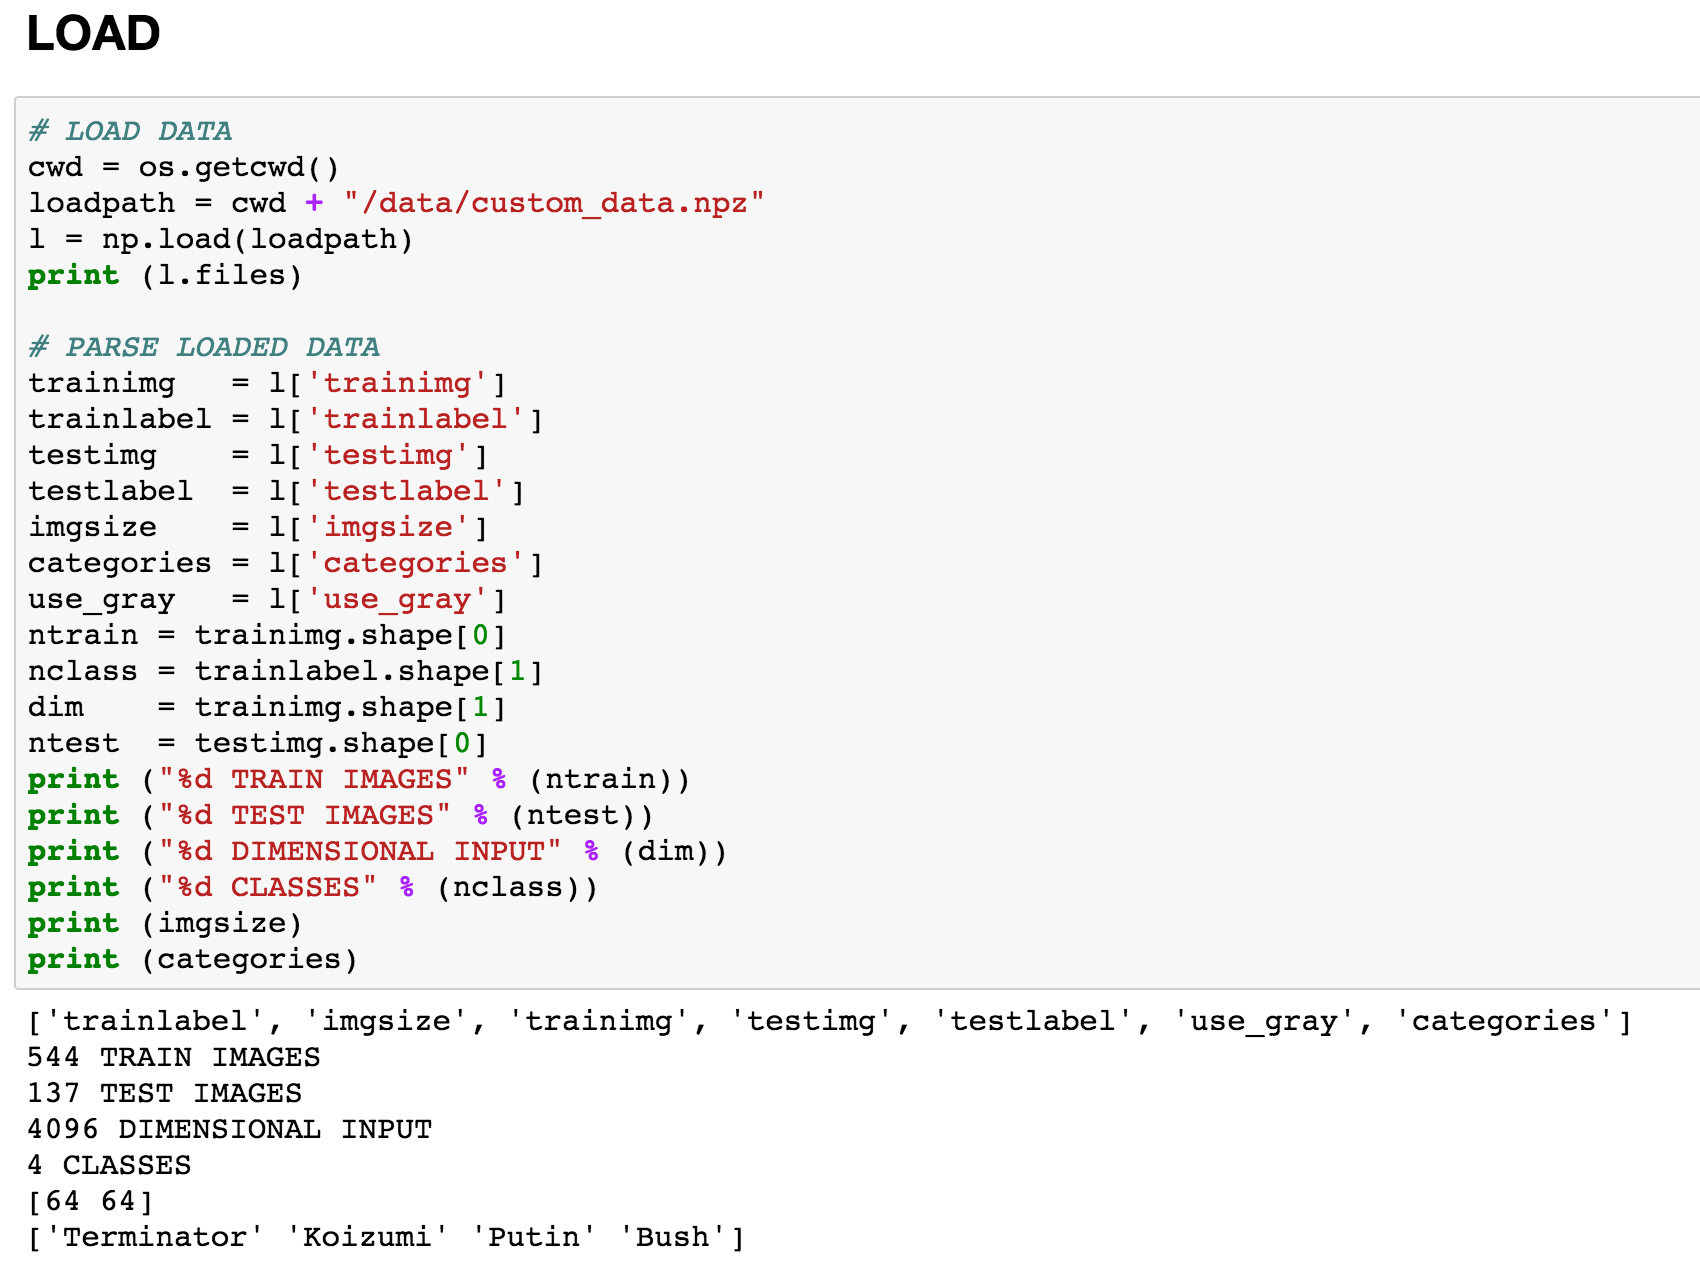 LOAD
# LOAD DATA
cwd = os.getcwd()
loadpath = cwd + "/data/custom_data.npz"
l = np.load(loadpath)
print (l.files)
# PARSE LOADED DATA
trainimg   = l['trainimg']
trainlabel = l['trainlabel']
testimg    = l['testimg']
testlabel  = l['testlabel']
imgsize    = l['imgsize']
categories = l['categories']
use_gray   = l['use_gray']
ntrain = trainimg.shape[0]
nclass = trainlabel.shape[1]
dim    = trainimg.shape[1]
ntest  = testimg.shape[0]
print ("%d TRAIN IMAGES" % (ntrain))
print ("%d TEST IMAGES" % (ntest))
print ("%d DIMENSIONAL INPUT" % (dim))
print ("%d CLASSES" % (nclass))
print (imgsize)
print (categories)
['trainlabel', 'imgsize', 'trainimg', 'testimg', 'testlabel', 'use_gray', 'categories']
544 TRAIN IMAGES
137 TEST IMAGES
4096 DIMENSIONAL INPUT
4 CLASSES
[64 64]
['Terminator' 'Koizumi' 'Putin' 'Bush']